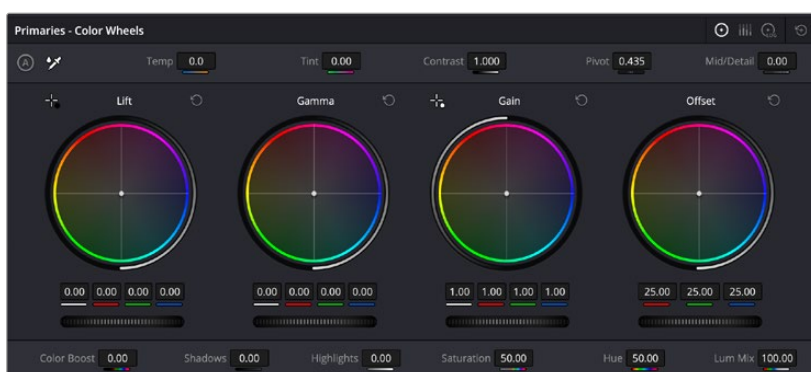 Primaries - Color Wheels
A Temp 0.0 Tint 0.00 Contrast 1.000 Pivot 0.435 Mid/Detail 0.00
Lift Gamma Gain Offset
0.00 0.00 0.00 0.00 0.00 0.00 0.00 0.00 1.00 1.00 1.00 1.00 25.00 25.00 25.00
Color Boost 0.00 Shadows 0.00 Highlights 0.00 Saturation 50.00 Hue 50.00 Lum Mix 100.00